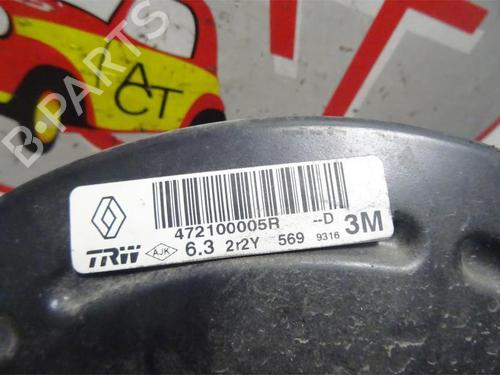 ACT
B-PARTS
472100005R --D
3M
TRW AJK 6.3 2r2Y 569 9316